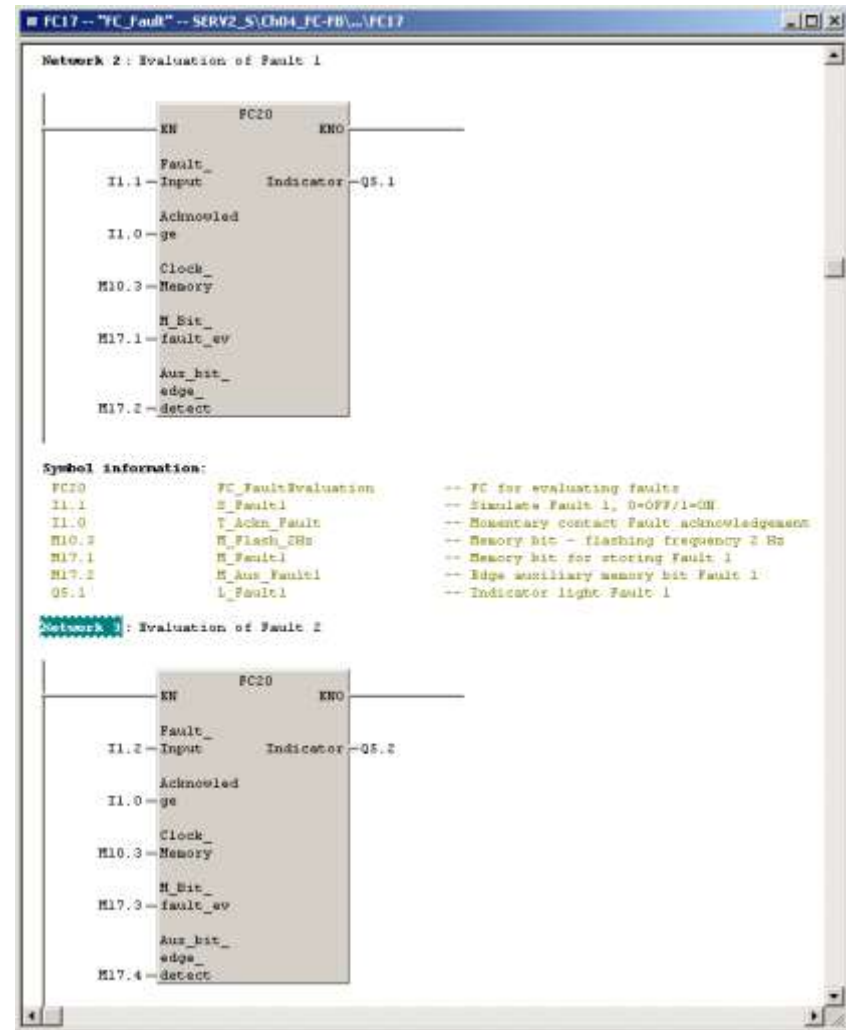 FC17 -- "FC_Fault" -- SERV2_S\Ch04_FC-FB\...\FC17
Network 2 : Evaluation of Fault 1
FC20
EN ENO
Fault_
I1.1 Input Indicator Q5.1
Acknowled
I1.0 ge
Clock_
M10.3 Memory
M_Bit_
M17.1 fault_ev
Aux_bit_
edge_
M17.2 detect
Symbol information:
FC20 FC_FaultEvaluation -- FC for evaluating faults
I1.1 S_Fault1 -- Simulate Fault 1, 0=OFF/1=ON
I1.0 T_Ackn_Fault -- Momentary contact Fault acknowledgement
M10.3 M_Flash_2Hz -- Memory bit - flashing frequency 2 Hz
M17.1 M_Fault1 -- Memory bit for storing Fault 1
M17.2 M_Aux_Fault1 -- Edge auxiliary memory bit Fault 1
Q5.1 L_Fault1 -- Indicator light Fault 1
Network 3 : Evaluation of Fault 2
FC20
EN ENO
Fault_
I1.2 Input Indicator Q5.2
Acknowled
I1.0 ge
Clock_
M10.3 Memory
M_Bit_
M17.3 fault_ev
Aux_bit_
edge_
M17.4 detect